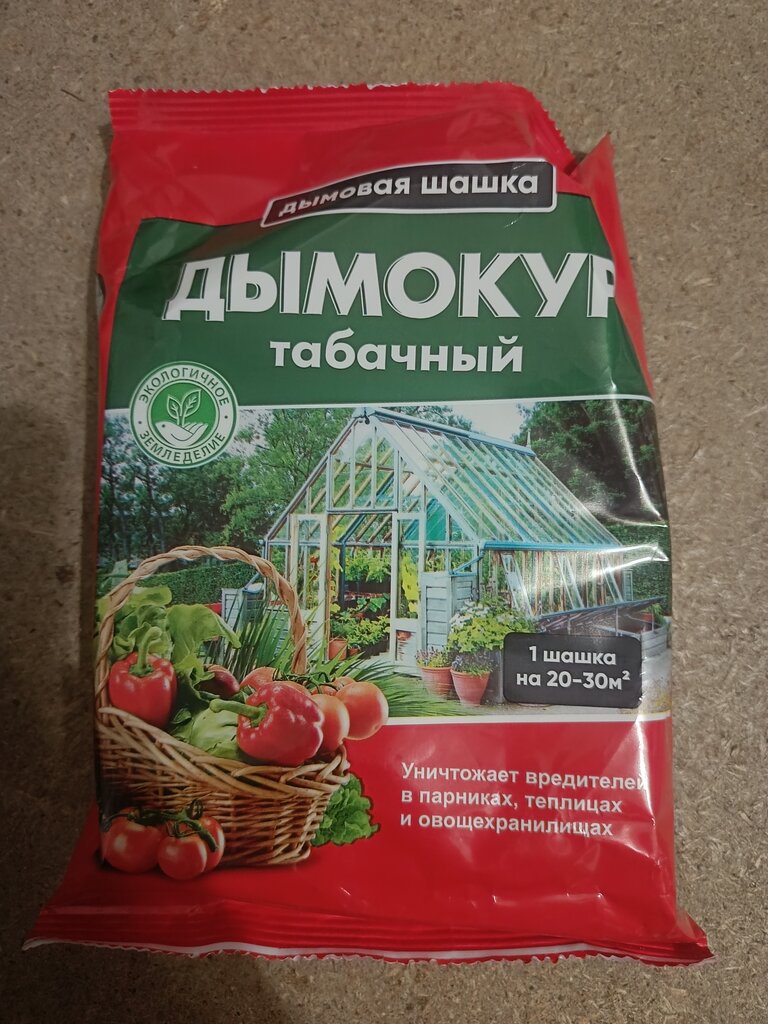 дымовая шашка
ДЫМОКУР
табачный
ЭКОЛОГИЧНОЕ
ЗЕМЛЕДЕЛИЕ
1 шашка
на 20-30м²
Уничтожает вредителей
в парниках, теплицах
и овощехранилищах